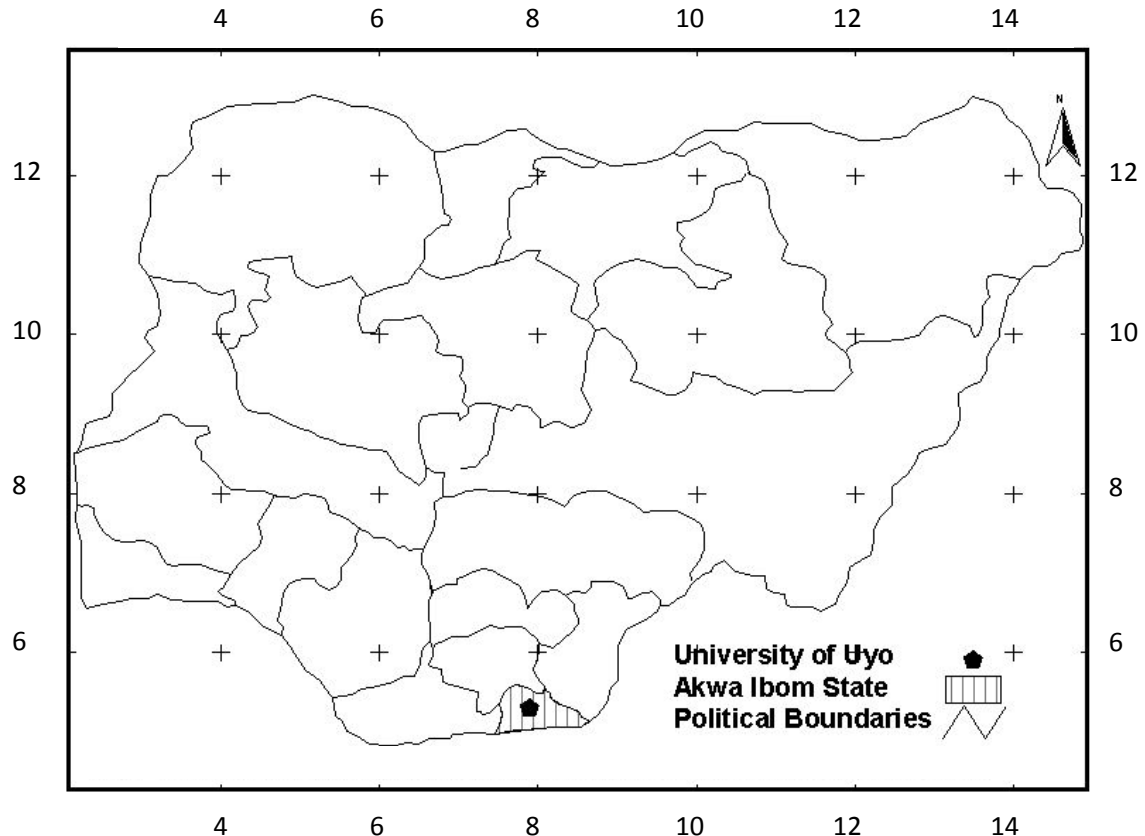 4 6 8 10 12 14
N
12 12
10 10
8 8
6 6
University of Uyo
Akwa Ibom State
Political Boundaries
4 6 8 10 12 14